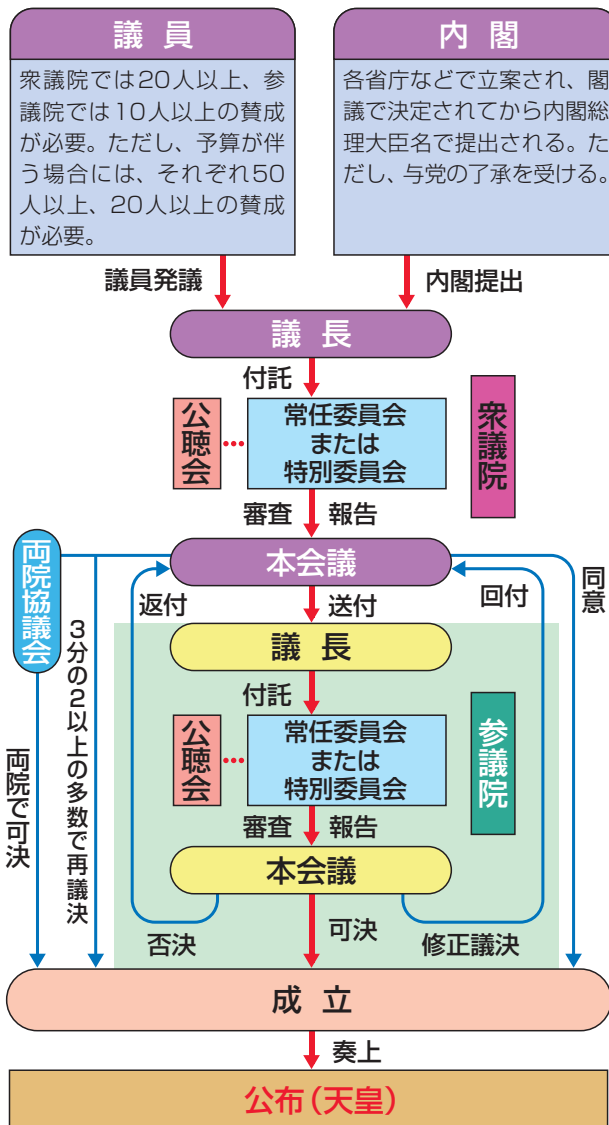 議員
衆議院では20人以上、参
議院では10人以上の賛成
が必要。ただし、予算が伴
う場合には、それぞれ50
人以上、20人以上の賛成
が必要。
内閣
各省庁などで立案され、閣
議で決定されてから内閣総
理大臣名で提出される。た
だし、与党の了承を受ける。
議員発議
内閣提出
議長
付託
公聴会
常任委員会
または
特別委員会
衆議院
審査 報告
両院協議会
本会議
返付
送付
回付
同意
3分の2以上の多数で再議決
両院で可決
議長
付託
公聴会
常任委員会
または
特別委員会
参議院
審査 報告
本会議
否決
可決
修正議決
成立
奏上
公布(天皇)